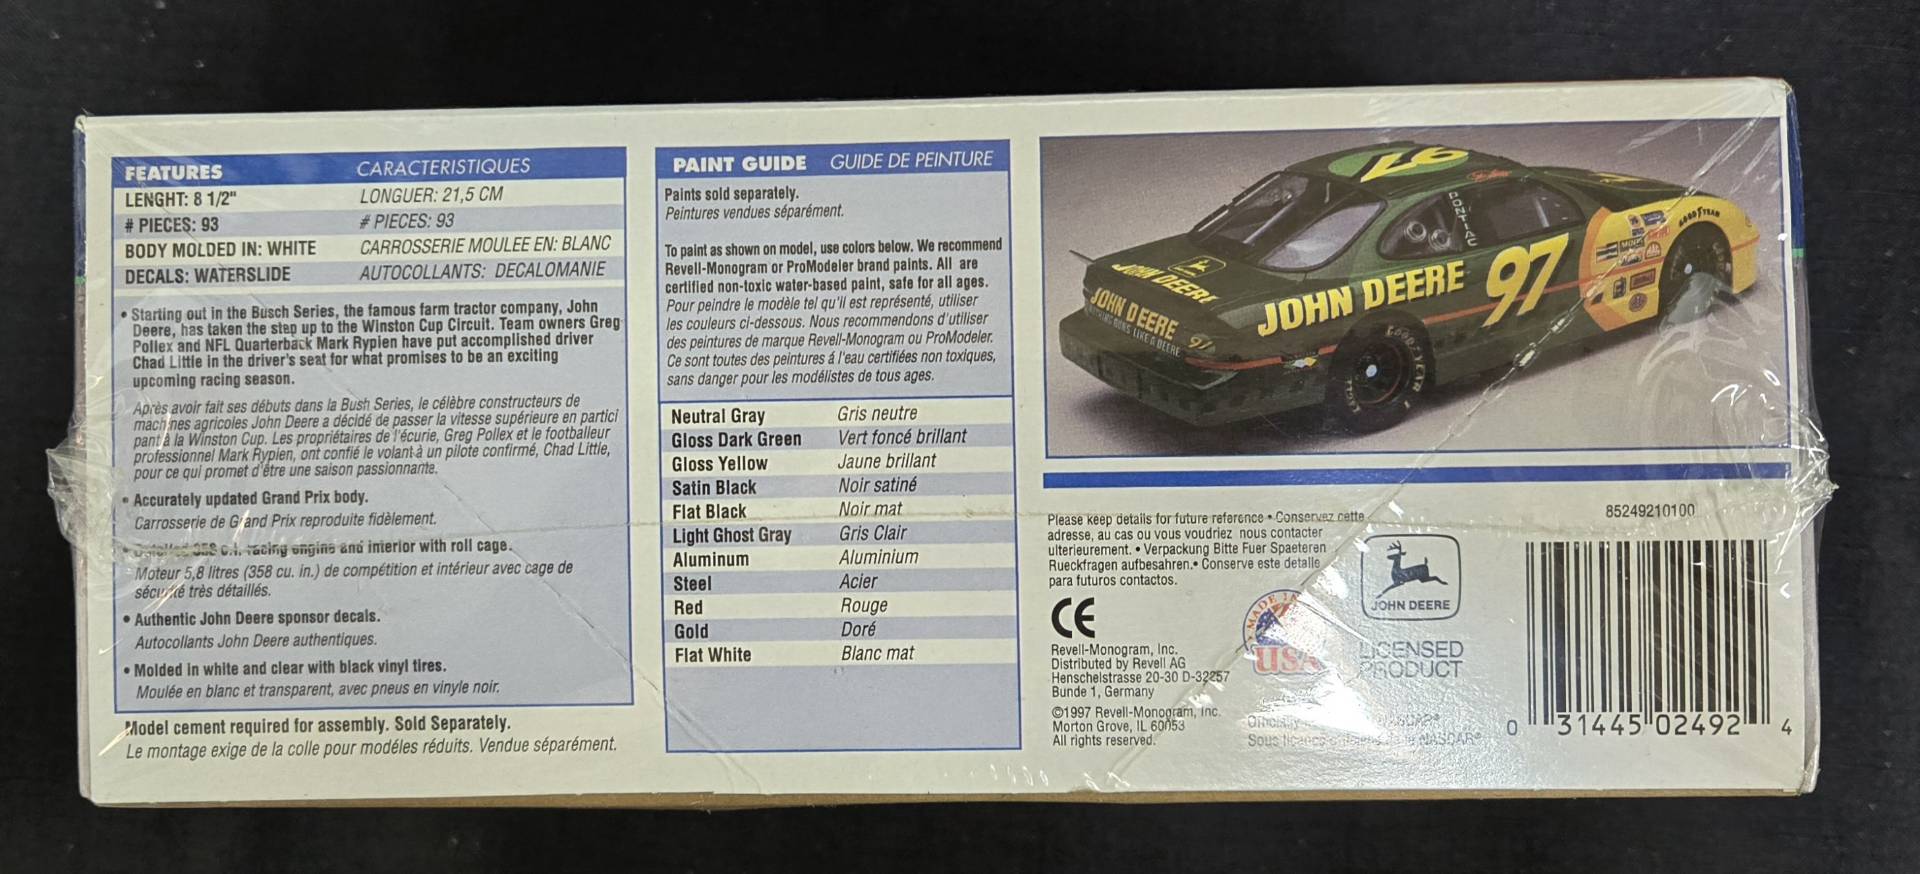 FEATURES CARACTERISTIQUES
LENGHT: 8 1/2" LONGUER: 21,5 CM
# PIECES: 93 # PIECES: 93
BODY MOLDED IN: WHITE CARROSSERIE MOULEE EN: BLANC
DECALS: WATERSLIDE AUTOCOLLANTS: DECALOMANIE
• Starting out in the Busch Series, the famous farm tractor company, John
Deere, has taken the step up to the Winston Cup Circuit. Team owners Greg
Pollex and NFL Quarterback Mark Rypien have put accomplished driver
Chad Little in the driver's seat for what promises to be an exciting
upcoming racing season.
Après avoir fait ses débuts dans la Bush Series, le célèbre constructeurs de
machines agricoles John Deere a décidé de passer la vitesse supérieure en partici
pant à la Winston Cup. Les propriétaires de l'écurie, Greg Pollex et le footballeur
professionnel Mark Rypien, ont confié le volant à un pilote confirmé, Chad Little,
pour ce qui promet d'être une saison passionnante.
• Accurately updated Grand Prix body.
Carrosserie de Grand Prix reproduite fidèlement.
• Detailed 358 c.i. racing engine and interior with roll cage.
Moteur 5,8 litres (358 cu. in.) de compétition et intérieur avec cage de
sécurité très détaillés.
• Authentic John Deere sponsor decals.
Autocollants John Deere authentiques.
• Molded in white and clear with black vinyl tires.
Moulée en blanc et transparent, avec pneus en vinyle noir.
Model cement required for assembly. Sold Separately.
Le montage exige de la colle pour modéles réduits. Vendue séparément.
PAINT GUIDE GUIDE DE PEINTURE
Paints sold separately.
Peintures vendues séparément.
To paint as shown on model, use colors below. We recommend
Revell-Monogram or ProModeler brand paints. All are
certified non-toxic water-based paint, safe for all ages.
Pour peindre le modèle tel qu'il est représenté, utiliser
les couleurs ci-dessous. Nous recommendons d'utiliser
des peintures de marque Revell-Monogram ou ProModeler.
Ce sont toutes des peintures á l'eau certifiées non toxiques,
sans danger pour les modélistes de tous ages.
Neutral Gray Gris neutre
Gloss Dark Green Vert foncé brillant
Gloss Yellow Jaune brillant
Satin Black Noir satiné
Flat Black Noir mat
Light Ghost Gray Gris Clair
Aluminum Aluminium
Steel Acier
Red Rouge
Gold Doré
Flat White Blanc mat
97
PONTIAC
GOODYEAR
JOHN DEERE
JOHN DEERE 97
JOHN DEERE
NOTHING RUNS LIKE A DEERE 97
GOODYEAR
Please keep details for future reference • Conservez cette
adresse, au cas ou vous voudriez nous contacter
ulterieurement. • Verpackung Bitte Fuer Spaeteren
Rueckfragen aufbesahren.• Conserve este detalle
para futuros contactos.
CE
Revell-Monogram, Inc.
Distributed by Revell AG
Henschelstrasse 20-30 D-32257
Bunde 1, Germany
©1997 Revell-Monogram, Inc.
Morton Grove, IL 60053
All rights reserved.
MADE IN
USA
JOHN DEERE
LICENSED
PRODUCT
Officially NASCAR®
Sous licence NASCAR®
85249210100
0 31445 02492 4